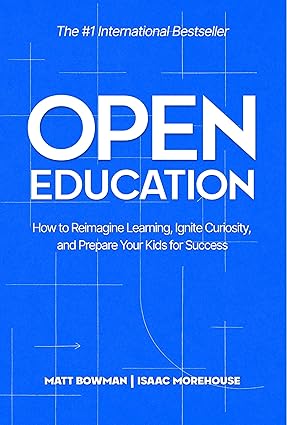 The #1 International Bestseller
OPEN
EDUCATION
How to Reimagine Learning, Ignite Curiosity,
and Prepare Your Kids for Success
MATT BOWMAN | ISAAC MOREHOUSE